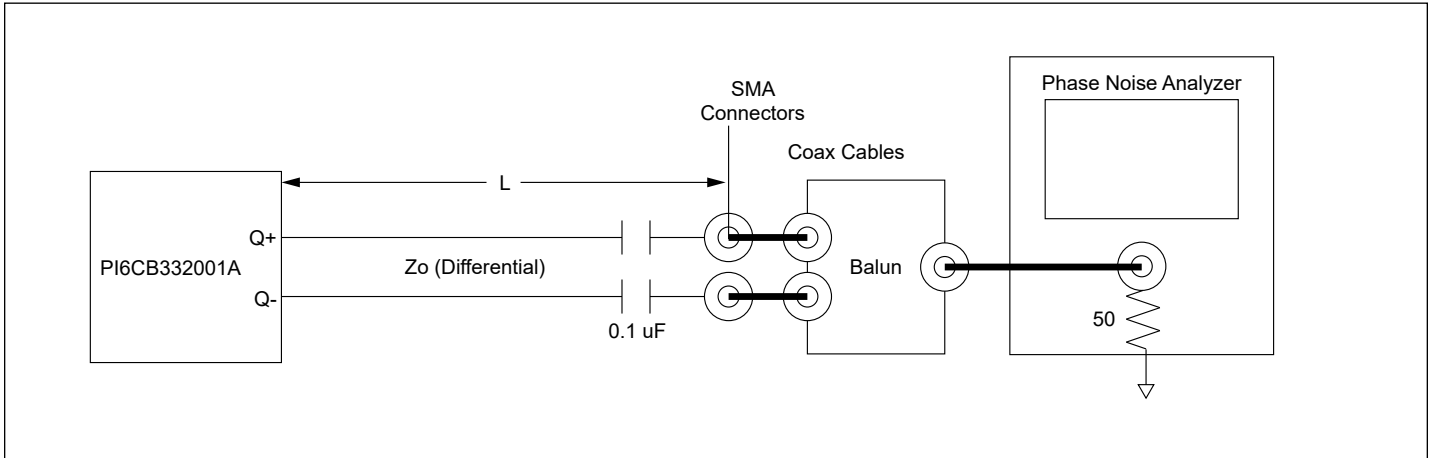 Phase Noise Analyzer
SMA
Connectors
Coax Cables
L
Q+
PI6CB332001A
Zo (Differential)
Balun
Q-
0.1 uF
50